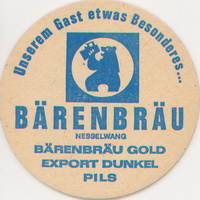 Unserem Gast etwas Besonderes...
BÄRENBRÄU
NESSELWANG
BÄRENBRÄU GOLD
EXPORT DUNKEL
PILS